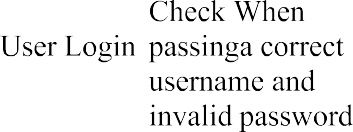 Check When
User Login passinga correct
username and
invalid password